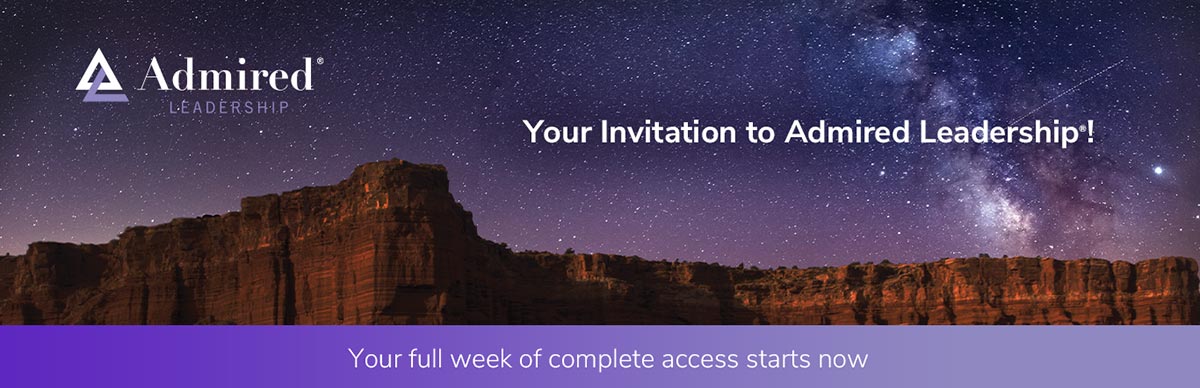 Admired®
LEADERSHIP
Your Invitation to Admired Leadership®!
Your full week of complete access starts now